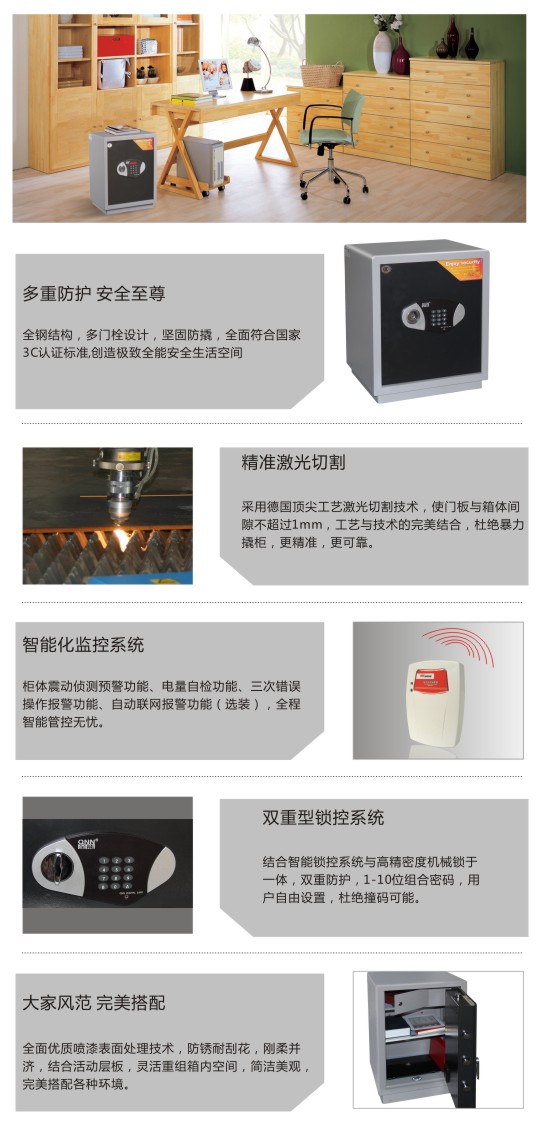 Enjoy security
多重防护 安全至尊
全钢结构，多门栓设计，坚固防撬，全面符合国家
3C认证标准,创造极致全能安全生活空间
精准激光切割
采用德国顶尖工艺激光切割技术，使门板与箱体间
隙不超过1mm，工艺与技术的完美结合，杜绝暴力
撬柜，更精准，更可靠。
智能化监控系统
柜体震动侦测预警功能、电量自检功能、三次错误
操作报警功能、自动联网报警功能（选装），全程
智能管控无忧。
双重型锁控系统
QNN®
结合智能锁控系统与高精密度机械锁于
一体，双重防护，1-10位组合密码，用
户自由设置，杜绝撞码可能。
大家风范 完美搭配
全面优质喷漆表面处理技术，防锈耐刮花，刚柔并
济，结合活动层板，灵活重组箱内空间，简洁美观，
完美搭配各种环境。